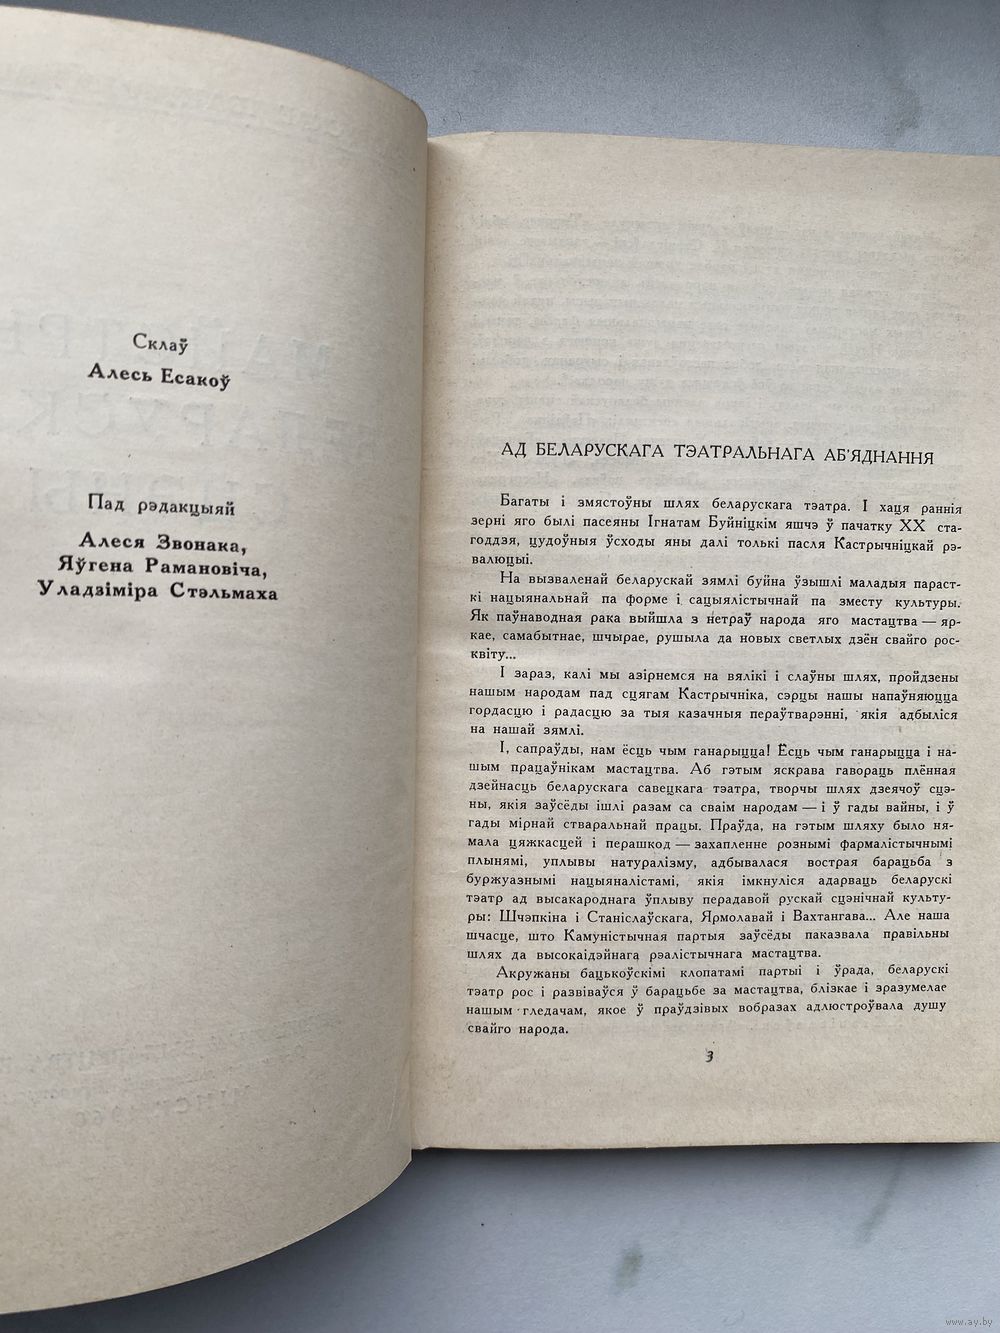 Склаў
Алесь Есакоў
Пад рэдакцыяй
Алеся Звонака,
Яўгена Рамановіча,
Уладзіміра Стэльмаха
АД БЕЛАРУСКАГА ТЭАТРАЛЬНАГА АБ'ЯДНАННЯ
Багаты і змястоўны шлях беларускага тэатра. І хаця раннія
зерні яго былі пасеяны Ігнатам Буйніцкім яшчэ ў пачатку XX ста-
годдзя, цудоўныя ўсходы яны далі толькі пасля Кастрычніцкай рэ-
валюцыі.
На вызваленай беларускай зямлі буйна ўзышлі маладыя параст-
кі нацыянальнай па форме і сацыялістычнай па зместу культуры.
Як паўнаводная рака выйшла з нетраў народа яго мастацтва — яр-
кае, самабытнае, шчырае, рушыла да новых светлых дзён свайго рос-
квіту...
І зараз, калі мы азірнемся на вялікі і слаўны шлях, пройдзены
нашым народам пад сцягам Кастрычніка, сэрцы нашы напаўняюцца
гордасцю і радасцю за тыя казачныя пераўтварэнні, якія адбыліся
на нашай зямлі.
І, сапраўды, нам ёсць чым ганарыцца! Ёсць чым ганарыцца і на-
шым працаўнікам мастацтва. Аб гэтым яскрава гавораць плённая
дзейнасць беларускага савецкага тэатра, творчы шлях дзеячоў сцэ-
ны, якія заўсёды ішлі разам са сваім народам — і ў гады вайны, і ў
гады мірнай стваральнай працы. Праўда, на гэтым шляху было ня-
мала цяжкасцей і перашкод — захапленне рознымі фармалістычнымі
плынямі, уплывы натуралізму, адбывалася вострая барацьба з
буржуазнымі нацыяналістамі, якія імкнуліся адарваць беларускі
тэатр ад высакароднага ўплыву перадавой рускай сцэнічнай культу-
ры: Шчэпкіна і Станіслаўскага, Ярмолавай і Вахтангава... Але наша
шчасце, што Камуністычная партыя заўсёды паказвала правільны
шлях да высокаідэйнага рэалістычнага мастацтва.
Акружаны бацькоўскімі клопатамі партыі і ўрада, беларускі
тэатр рос і развіваўся ў барацьбе за мастацтва, блізкае і зразумелае
нашым гледачам, якое ў праўдзівых вобразах адлюстроўвала душу
свайго народа.
3
www.ay.by